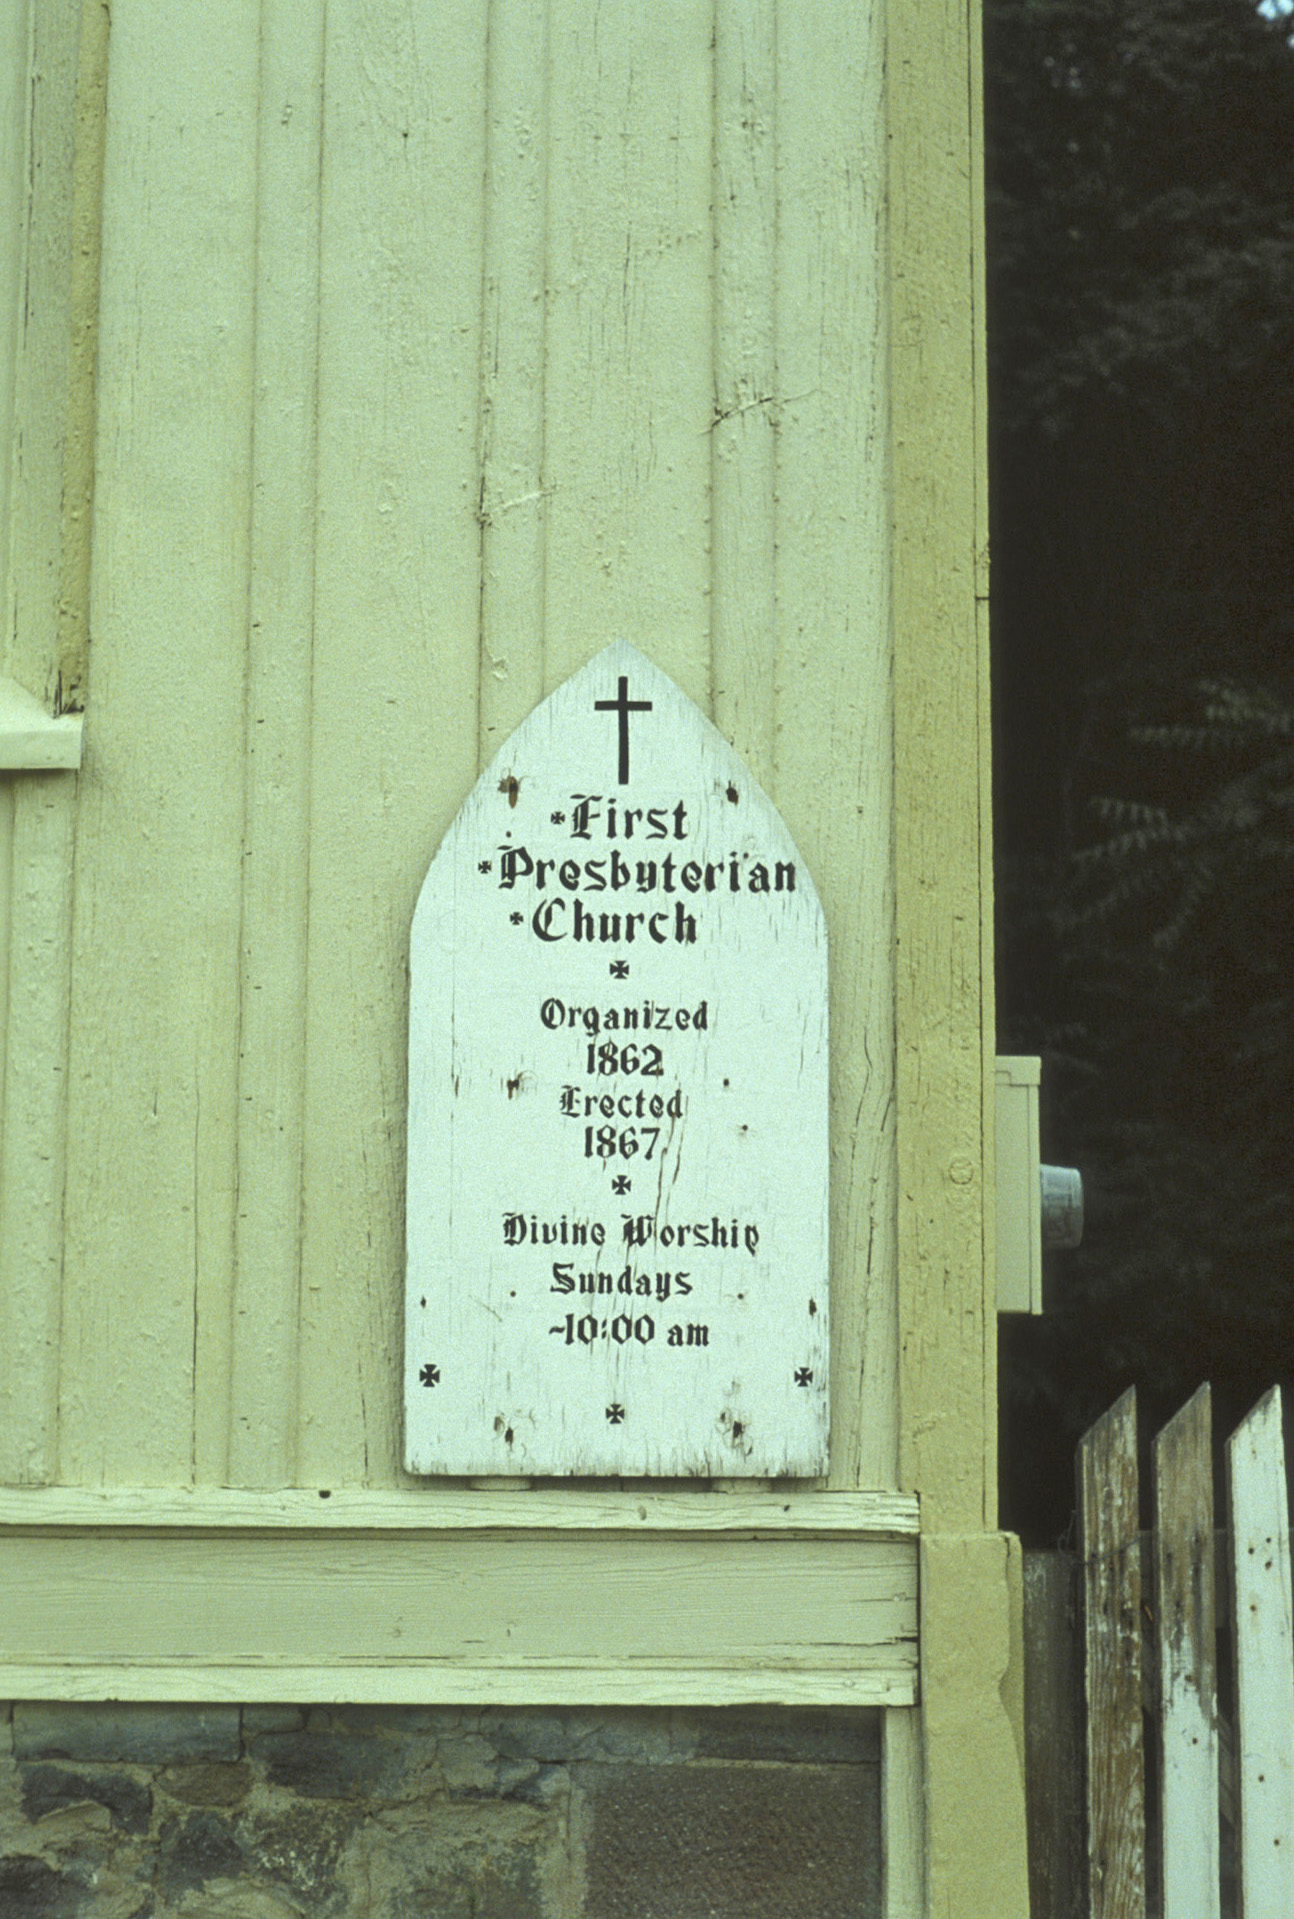 First
Presbyterian
Church
Organized
1862
Erected
1867
Divine Worship
Sundays
~10:00 am